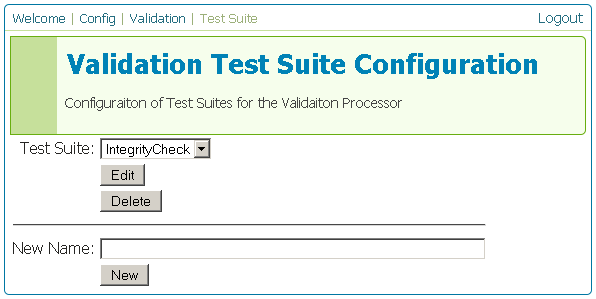 Welcome | Config | Validation | Test Suite Logout
Validation Test Suite Configuration
Configuraiton of Test Suites for the Validaiton Processor
Test Suite: IntegrityCheck
Edit
Delete
New Name:
New